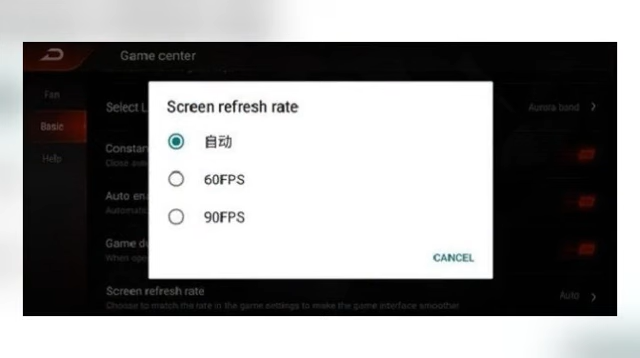 Game center
Fan
Basic
Help
Select L
Aurora band
Constan
Close ava
Auto en
Automatic
Game d
When ope
Screen refresh rate
Choose to match the rate in the game settings to make the game interface smoother
Auto
Screen refresh rate
自动
60FPS
90FPS
CANCEL